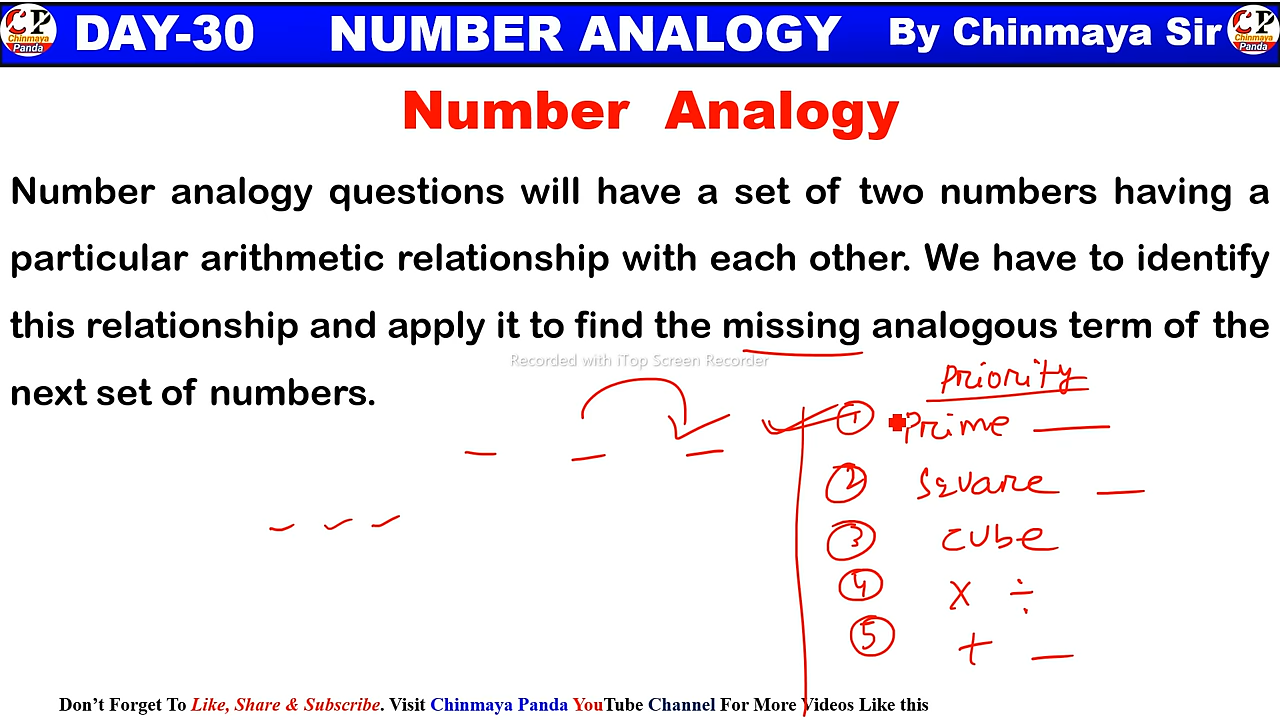 CP
Chinmaya
Panda
DAY-30
NUMBER ANALOGY
By Chinmaya Sir
CP
Chinmaya
Panda
Number Analogy
Number analogy questions will have a set of two numbers having a
particular arithmetic relationship with each other. We have to identify
this relationship and apply it to find the missing analogous term of the
Recorded with iTop Screen Recorder
next set of numbers.
Priority
1 Prime —
2 Square —
3 cube
4 × ÷
5 + —
Don't Forget To Like, Share & Subscribe. Visit Chinmaya Panda YouTube Channel For More Videos Like this